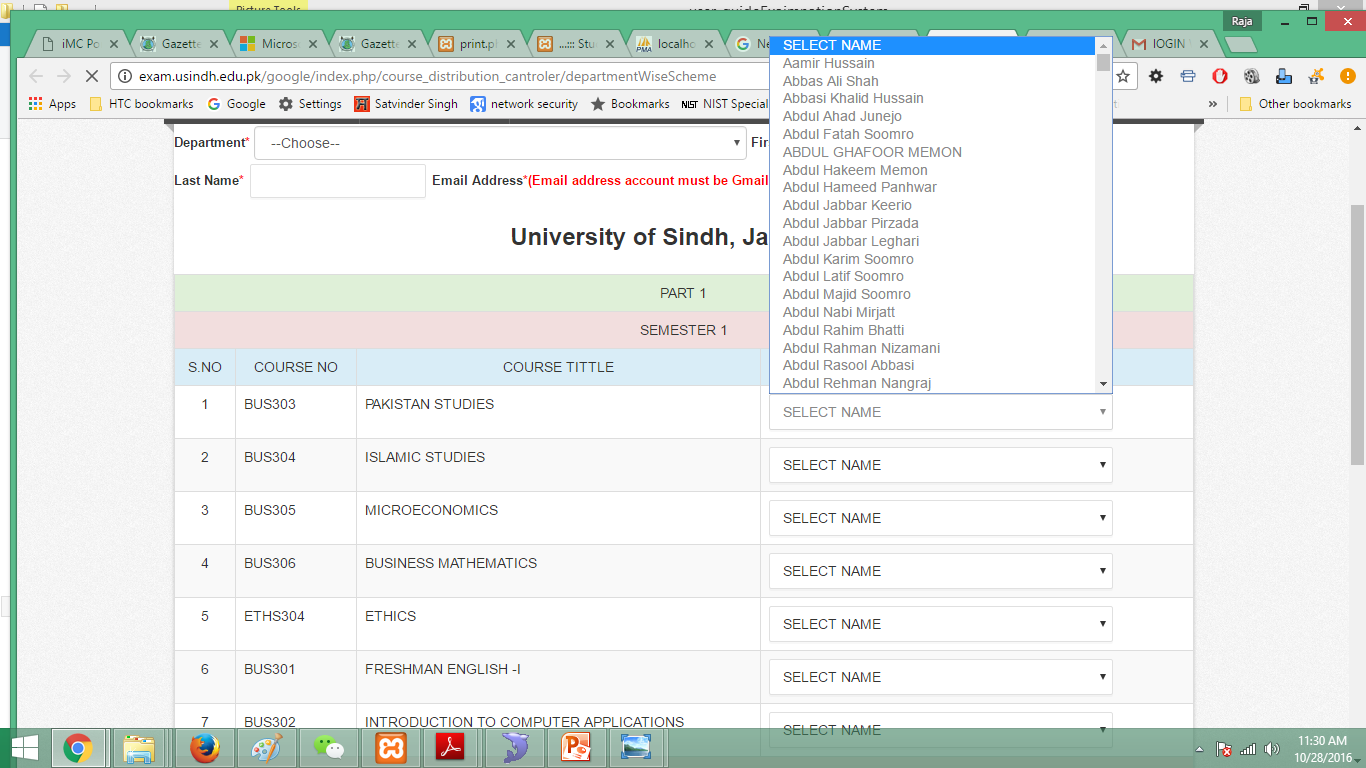 Picture Tools
Raja
iMC Po
Gazette
Micros
Gazette
print.p
...:: Stu
localho
Ne
lOGIN
exam.usindh.edu.pk/google/index.php/course_distribution_cantroler/departmentWiseScheme
Apps HTC bookmarks Google Settings Satvinder Singh network security Bookmarks NIST NIST Special » Other bookmarks
Department* --Choose-- Fir
Last Name* Email Address*(Email address account must be Gmail
University of Sindh, Ja
SELECT NAME
Aamir Hussain
Abbas Ali Shah
Abbasi Khalid Hussain
Abdul Ahad Junejo
Abdul Fatah Soomro
ABDUL GHAFOOR MEMON
Abdul Hakeem Memon
Abdul Hameed Panhwar
Abdul Jabbar Keerio
Abdul Jabbar Pirzada
Abdul Jabbar Leghari
Abdul Karim Soomro
Abdul Latif Soomro
Abdul Majid Soomro
Abdul Nabi Mirjatt
Abdul Rahim Bhatti
Abdul Rahman Nizamani
Abdul Rasool Abbasi
Abdul Rehman Nangraj
PART 1
SEMESTER 1
S.NO COURSE NO COURSE TITTLE
1 BUS303 PAKISTAN STUDIES SELECT NAME
2 BUS304 ISLAMIC STUDIES SELECT NAME
3 BUS305 MICROECONOMICS SELECT NAME
4 BUS306 BUSINESS MATHEMATICS SELECT NAME
5 ETHS304 ETHICS SELECT NAME
6 BUS301 FRESHMAN ENGLISH -I SELECT NAME
7 BUS302 INTRODUCTION TO COMPUTER APPLICATIONS SELECT NAME
11:30 AM
10/28/2016